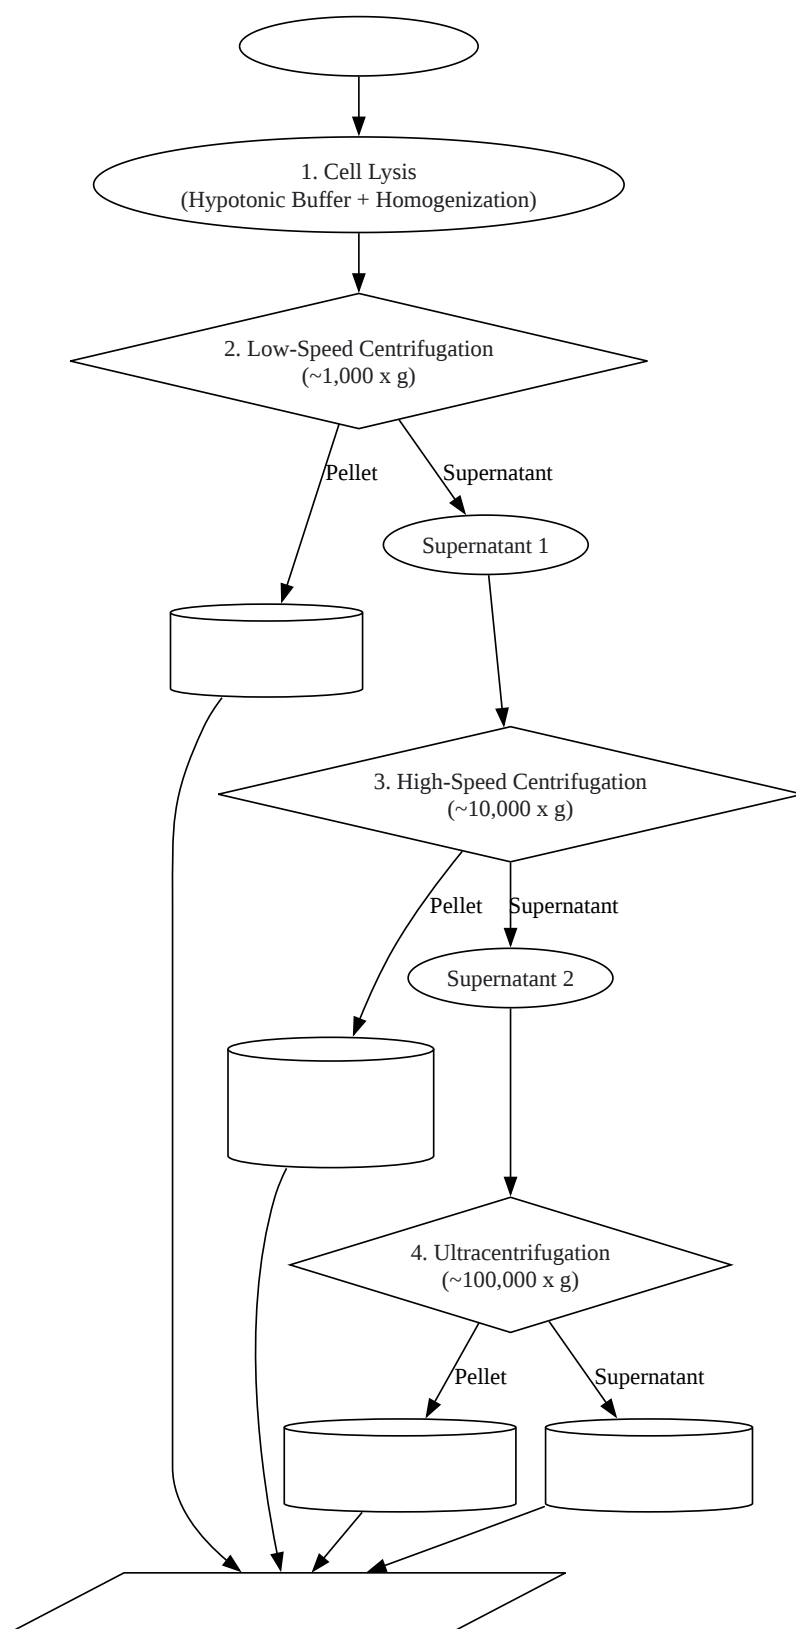 1. Cell Lysis
(Hypotonic Buffer + Homogenization)
2. Low-Speed Centrifugation
(~1,000 x g)
Pellet
Supernatant
Supernatant 1
3. High-Speed Centrifugation
(~10,000 x g)
Pellet
Supernatant
Supernatant 2
4. Ultracentrifugation
(~100,000 x g)
Pellet
Supernatant